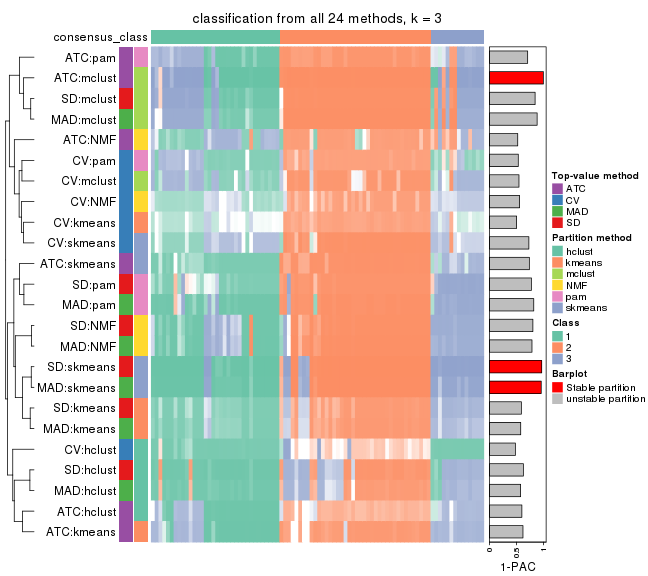 classification from all 24 methods, k = 3
consensus_class
ATC:pam
ATC:mclust
SD:mclust
MAD:mclust
ATC:NMF
CV:pam
CV:mclust
CV:NMF
CV:kmeans
CV:skmeans
ATC:skmeans
SD:pam
MAD:pam
SD:NMF
MAD:NMF
SD:skmeans
MAD:skmeans
SD:kmeans
MAD:kmeans
CV:hclust
SD:hclust
MAD:hclust
ATC:hclust
ATC:kmeans
0
0.5
1
1-PAC
Top-value method
ATC
CV
MAD
SD
Partition method
hclust
kmeans
mclust
NMF
pam
skmeans
Class
1
2
3
Barplot
Stable partition
unstable partition